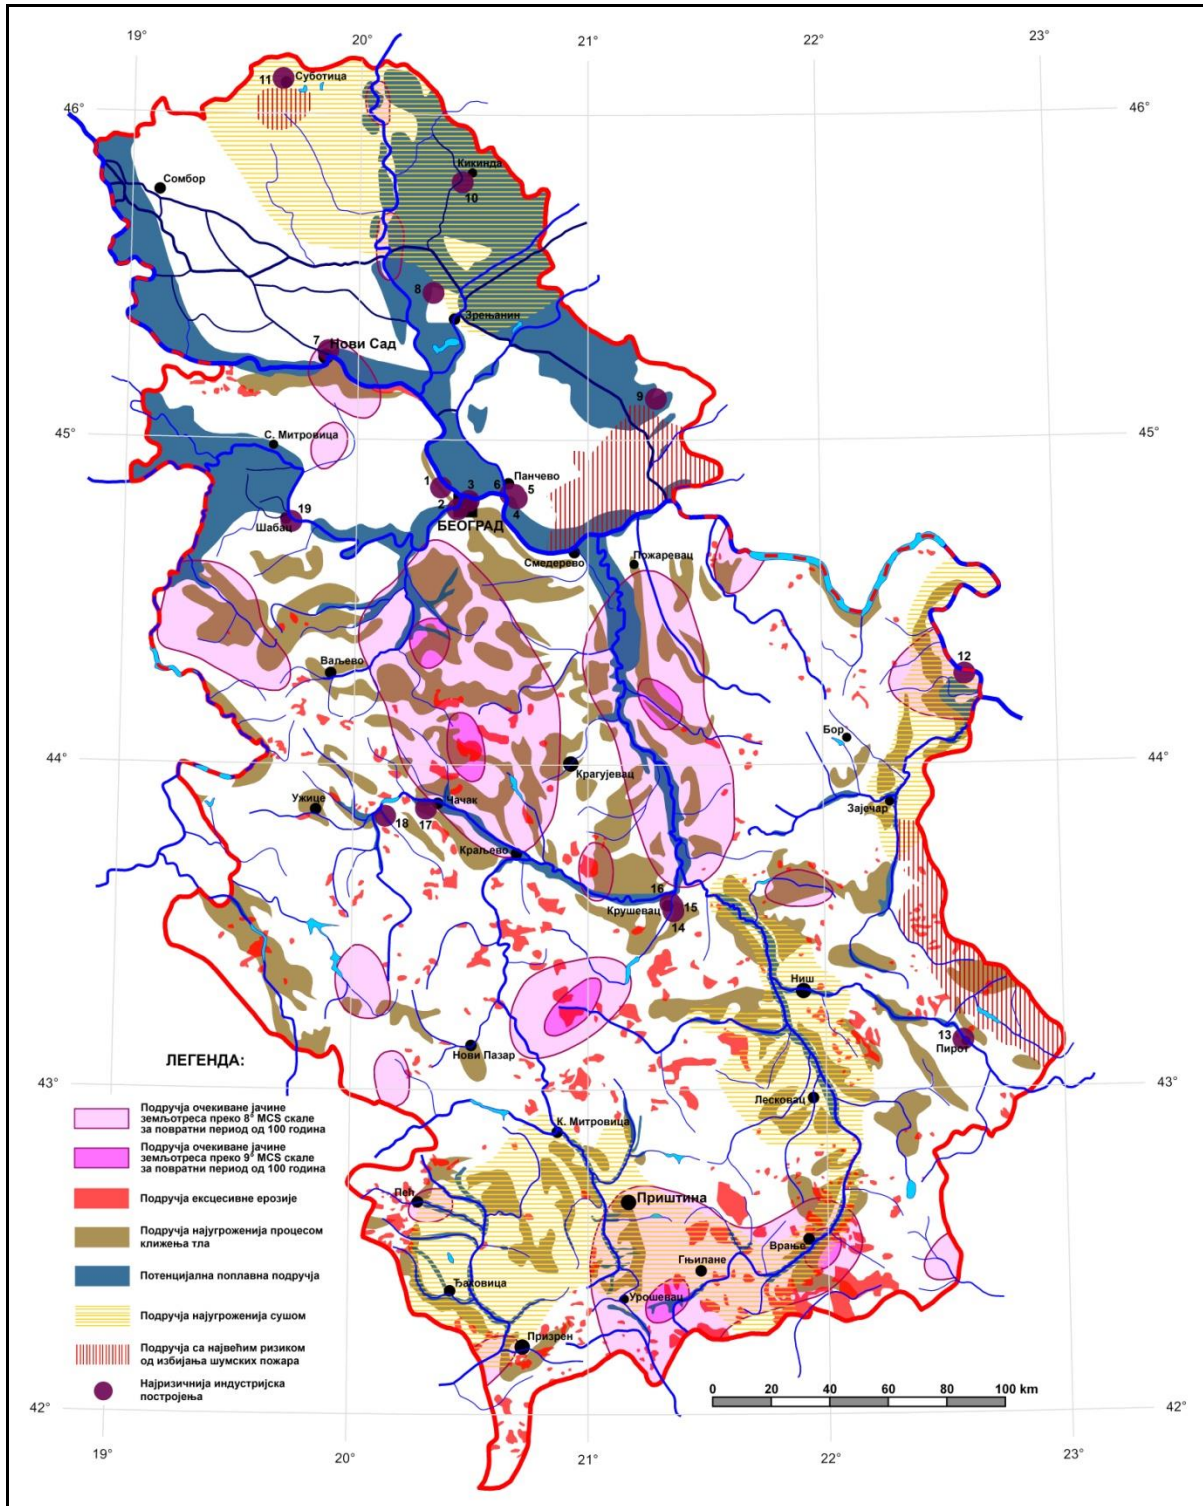 19°
20°
21°
22°
23°
11
Суботица
46°
46°
Кикинда
Сомбор
10
8
Зрењанин
7
Нови Сад
9
45°
45°
С. Митровица
Панчево
1
3
6
5
2
4
19
БЕОГРАД
Шабац
Смедерево
Пожаревац
12
Ваљево
Бор
44°
44°
Крагујевац
Ужице
Чачак
Зајечар
18
17
Краљево
16
15
Крушевац
14
Ниш
13
Пирот
Нови Пазар
ЛЕГЕНДА:
43°
43°
Лесковац
Подручја очекиване јачине
земљотреса преко 8° MCS скале
за повратни период од 100 година
К. Митровица
Подручја очекиване јачине
земљотреса преко 9° MCS скале
за повратни период од 100 година
Пећ
Приштина
Подручја ексцесивне ерозије
Врање
Подручја најугроженија процесом
клижења тла
Гњилане
Потенцијална поплавна подручја
Ђаковица
Урошевац
Подручја најугроженија сушом
Призрен
Подручја са највећим ризиком
од избијања шумских пожара
Најризичнија индустријска
постројења
0 20 40 60 80 100 km
42°
42°
19°
20°
21°
22°
23°